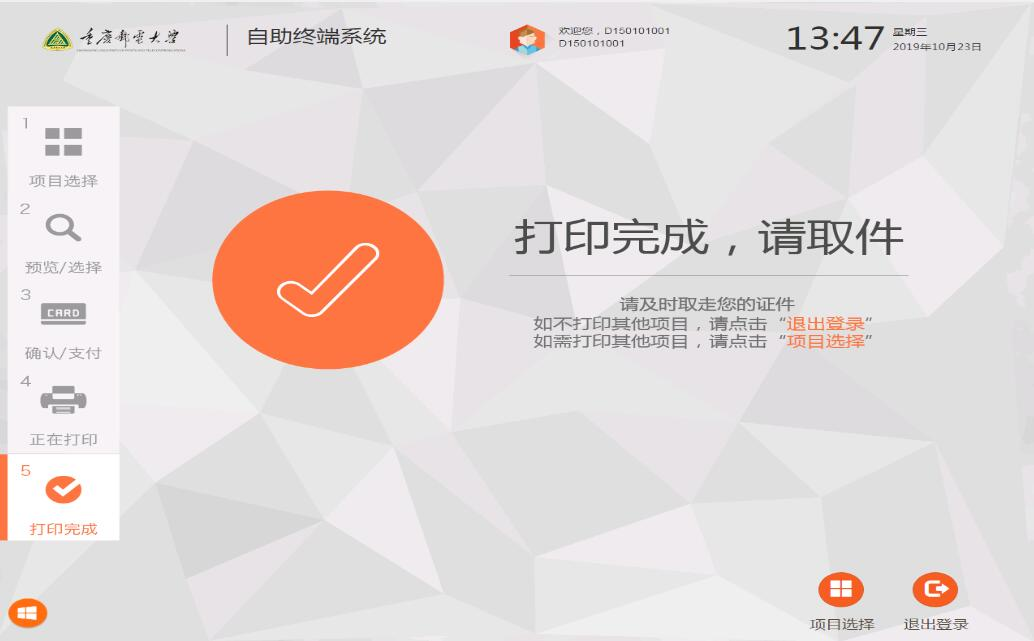 重庆邮电大学
自助终端系统
欢迎您，D150101001
D150101001
13:47
星期三
2019年10月23日
1
项目选择
2
预览/选择
3
CARD
确认/支付
4
正在打印
5
打印完成
打印完成，请取件
请及时取走您的证件
如不打印其他项目，请点击“退出登录”
如需打印其他项目，请点击“项目选择”
项目选择
退出登录